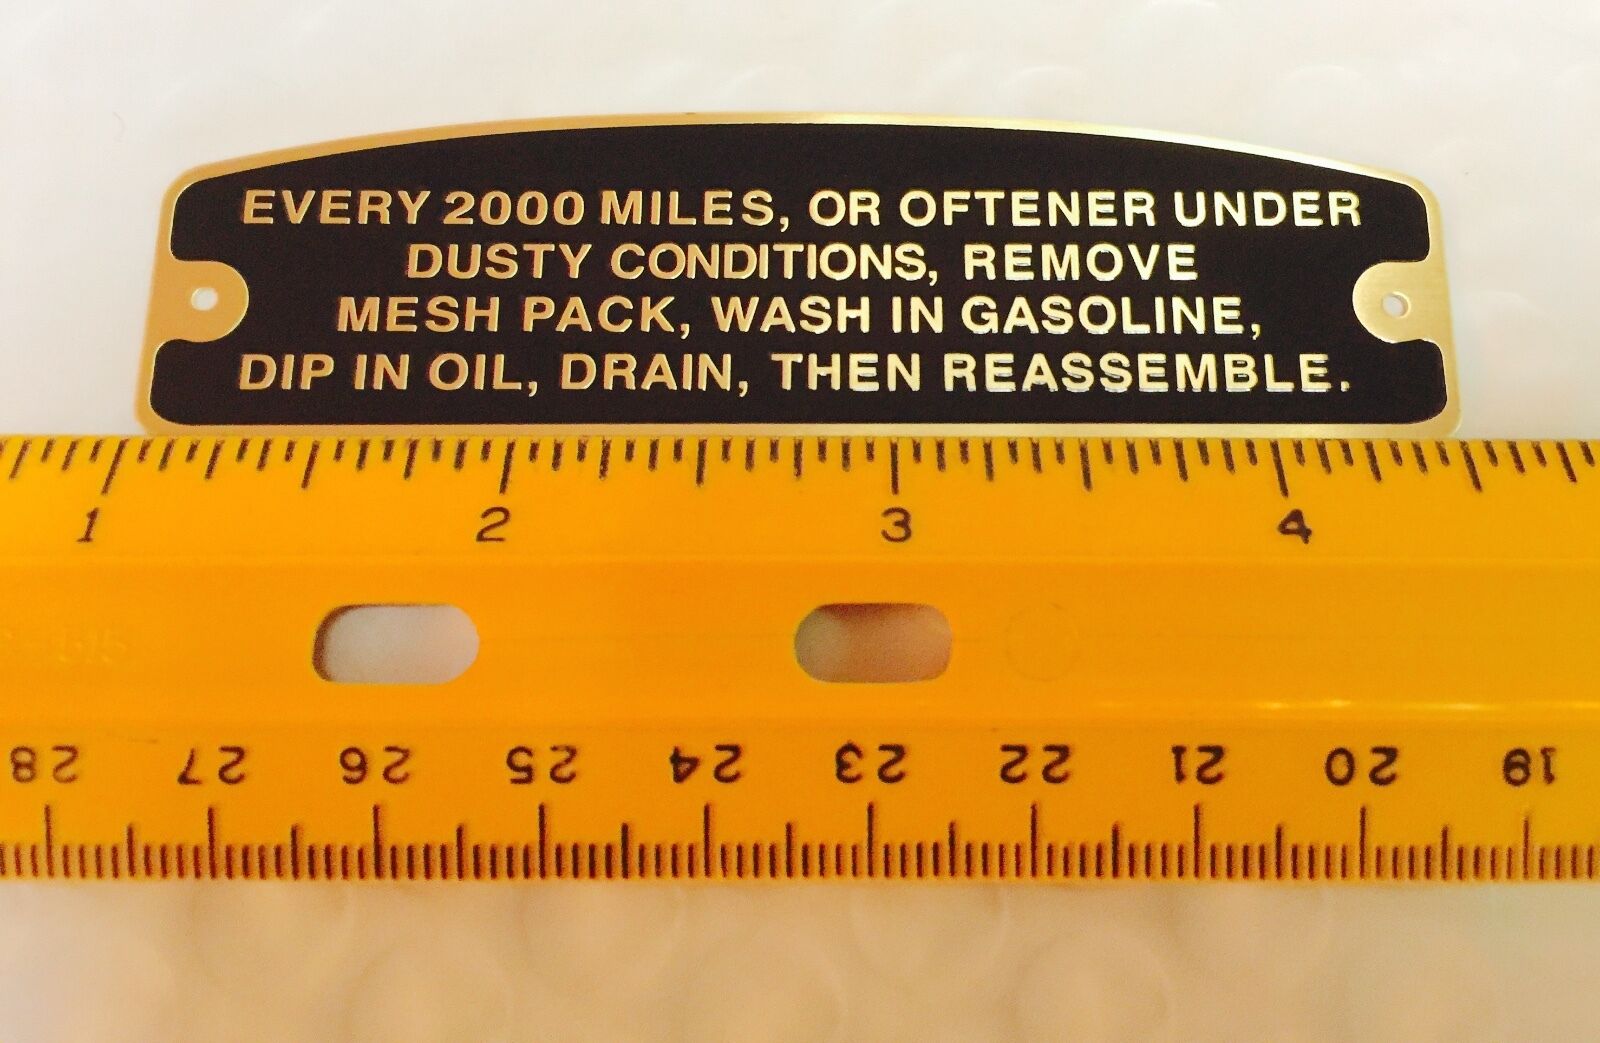 EVERY 2000 MILES, OR OFTENER UNDER
DUSTY CONDITIONS, REMOVE
MESH PACK, WASH IN GASOLINE,
DIP IN OIL, DRAIN, THEN REASSEMBLE.
1 2 3 4
28 27 26 25 24 23 22 21 20 19